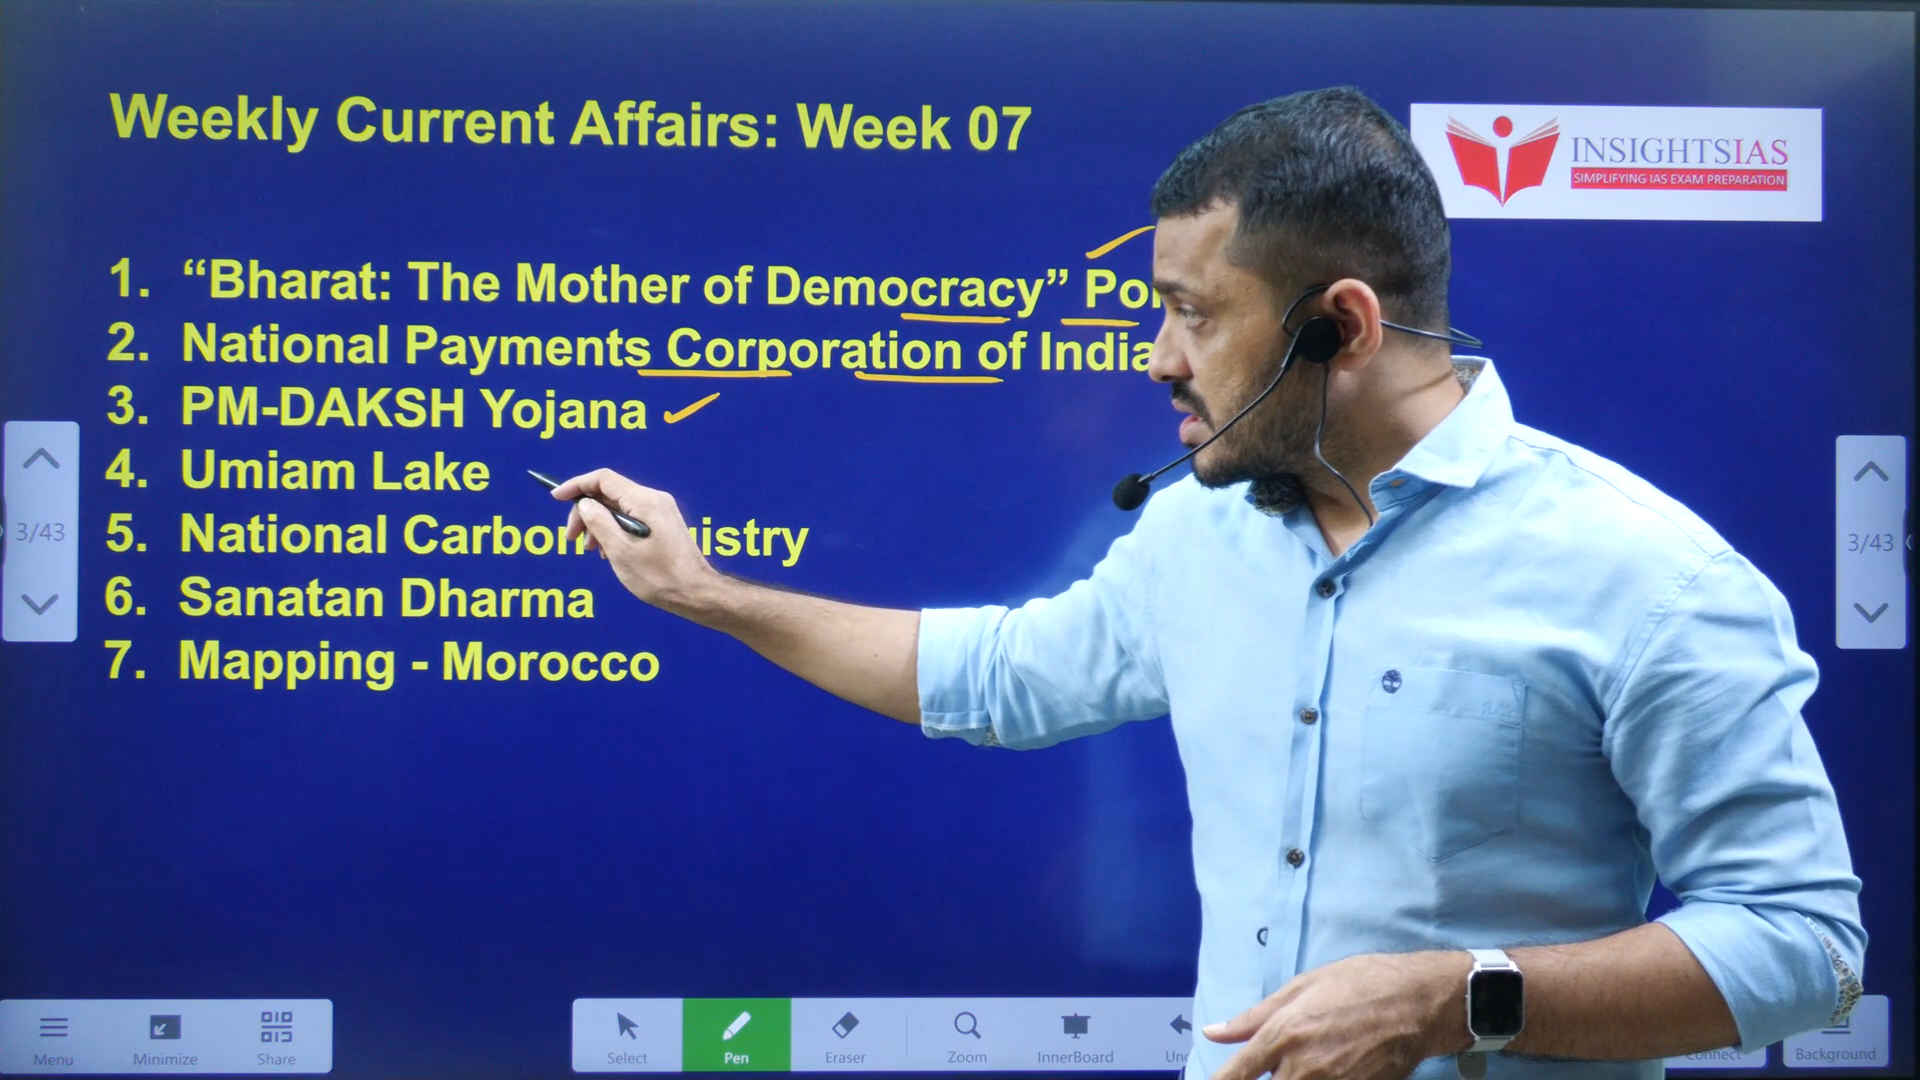 Weekly Current Affairs: Week 07
INSIGHTSIAS
SIMPLIFYING IAS EXAM PREPARATION
1. “Bharat: The Mother of Democracy”
2. National Payments Corporation of India
3. PM-DAKSH Yojana
4. Umiam Lake
5. National Carbon
6. Sanatan Dharma
7. Mapping - Morocco
3/43
3/43
Menu
Minimize
Share
Select
Pen
Eraser
Zoom
InnerBoard
Connect
Background